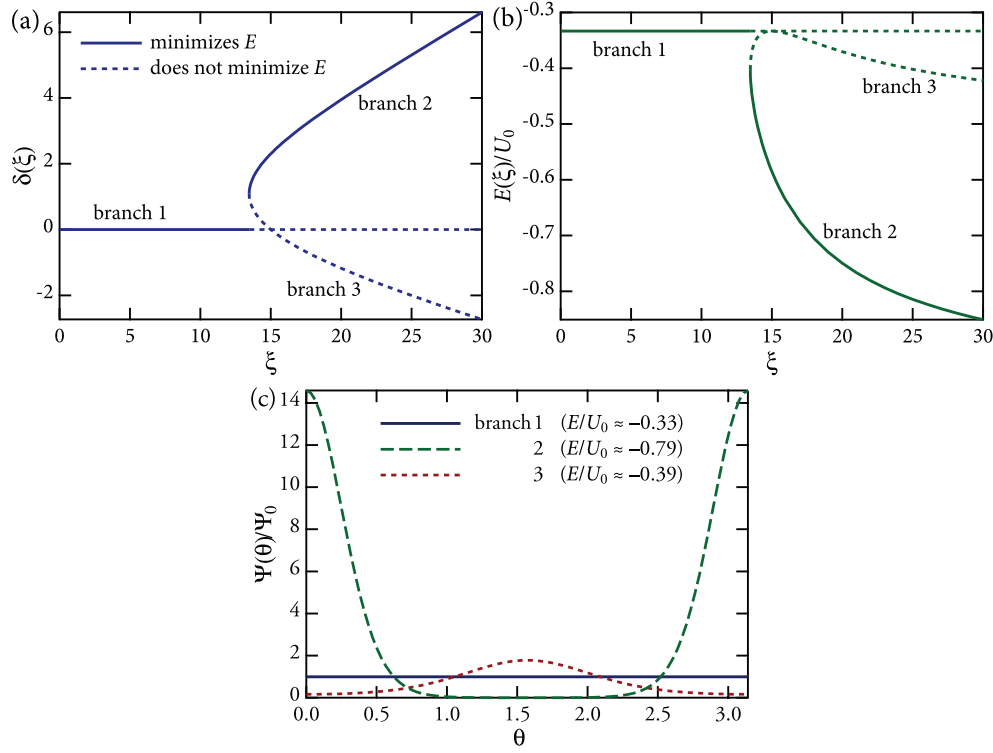 (a)
6
4
2
0
-2
δ(ξ)
minimizes E
does not minimize E
branch 2
branch 1
branch 3
0 5 10 15 20 25 30
ξ
(b)
-0.3
-0.4
-0.5
-0.6
-0.7
-0.8
E(ξ)/U₀
branch 1
branch 3
branch 2
0 5 10 15 20 25 30
ξ
(c)
14
12
10
8
6
4
2
0
Ψ(θ)/Ψ₀
branch 1 (E/U₀ ≈ −0.33)
2 (E/U₀ ≈ −0.79)
3 (E/U₀ ≈ −0.39)
0.0 0.5 1.0 1.5 2.0 2.5 3.0
θ